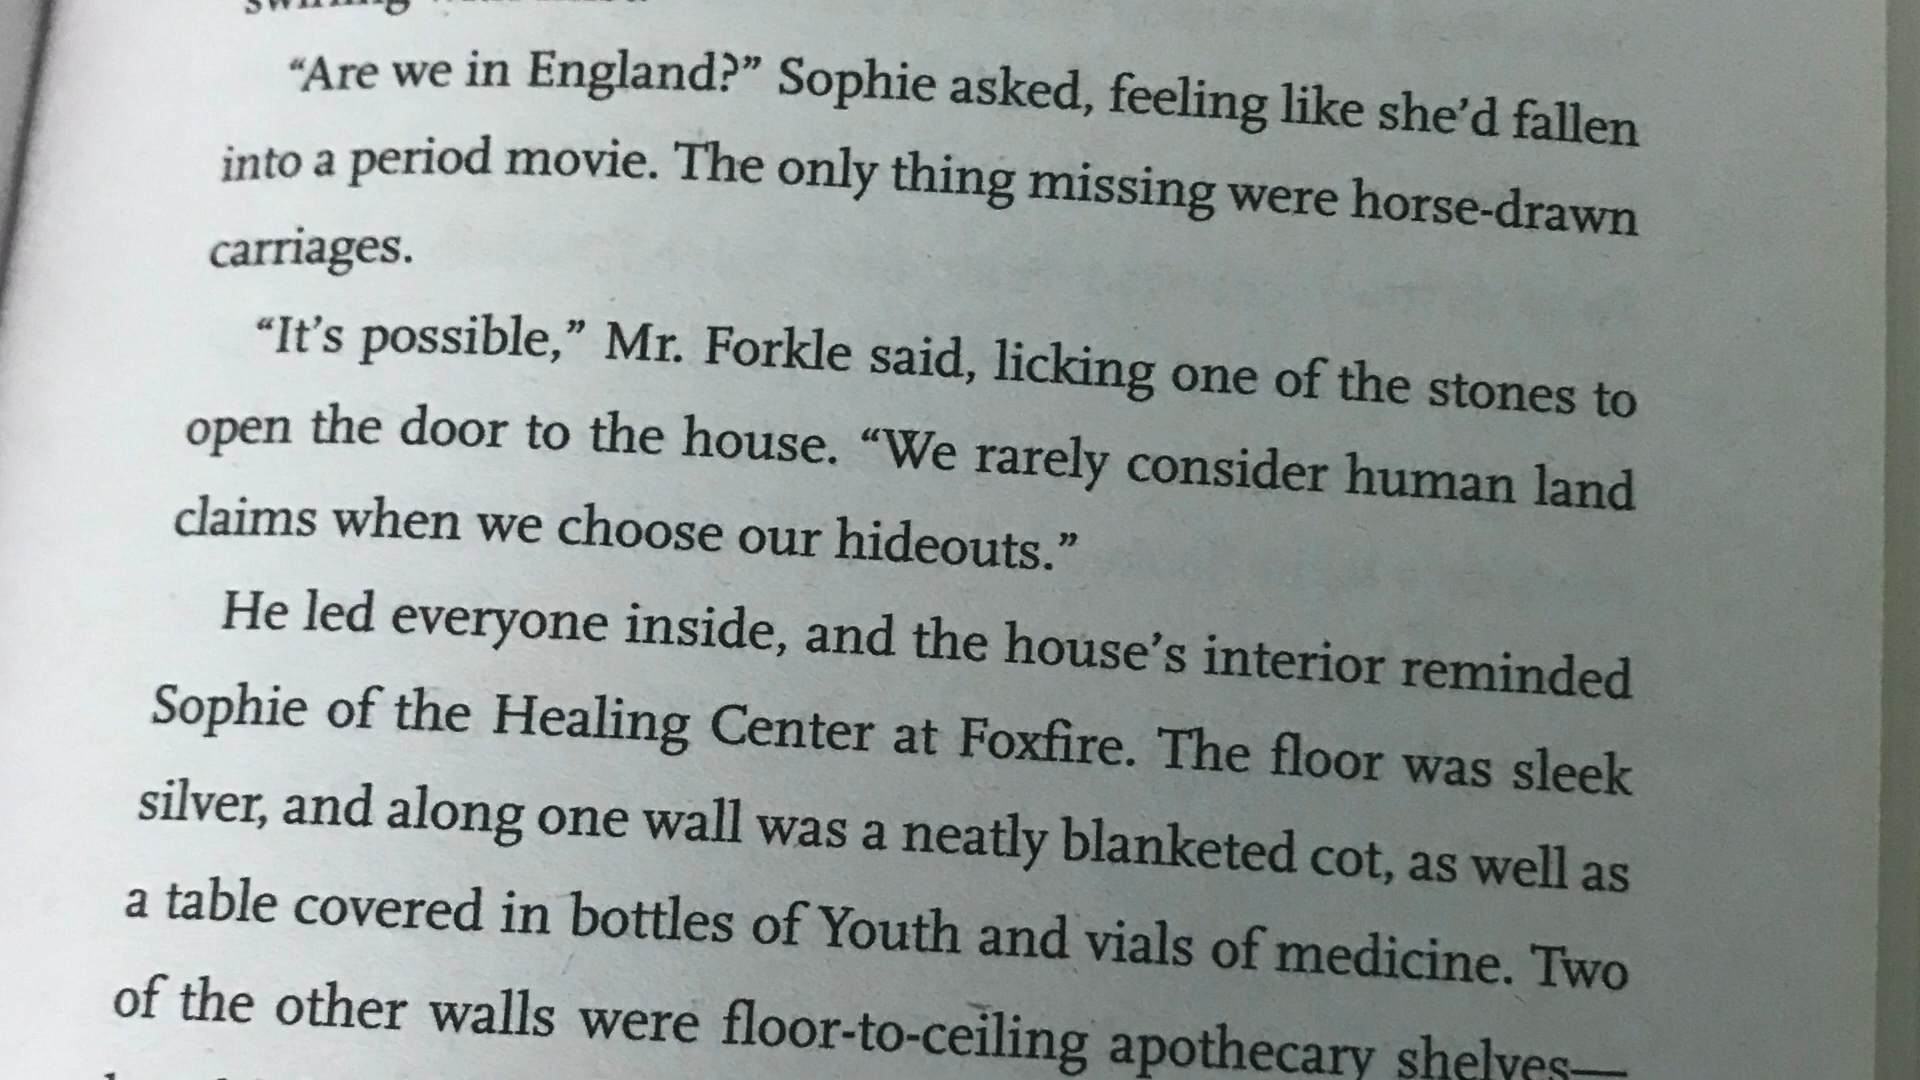 “Are we in England?” Sophie asked, feeling like she’d fallen
into a period movie. The only thing missing were horse-drawn
carriages.
“It’s possible,” Mr. Forkle said, licking one of the stones to
open the door to the house. “We rarely consider human land
claims when we choose our hideouts.”
He led everyone inside, and the house’s interior reminded
Sophie of the Healing Center at Foxfire. The floor was sleek
silver, and along one wall was a neatly blanketed cot, as well as
a table covered in bottles of Youth and vials of medicine. Two
of the other walls were floor-to-ceiling apothecary shelves—